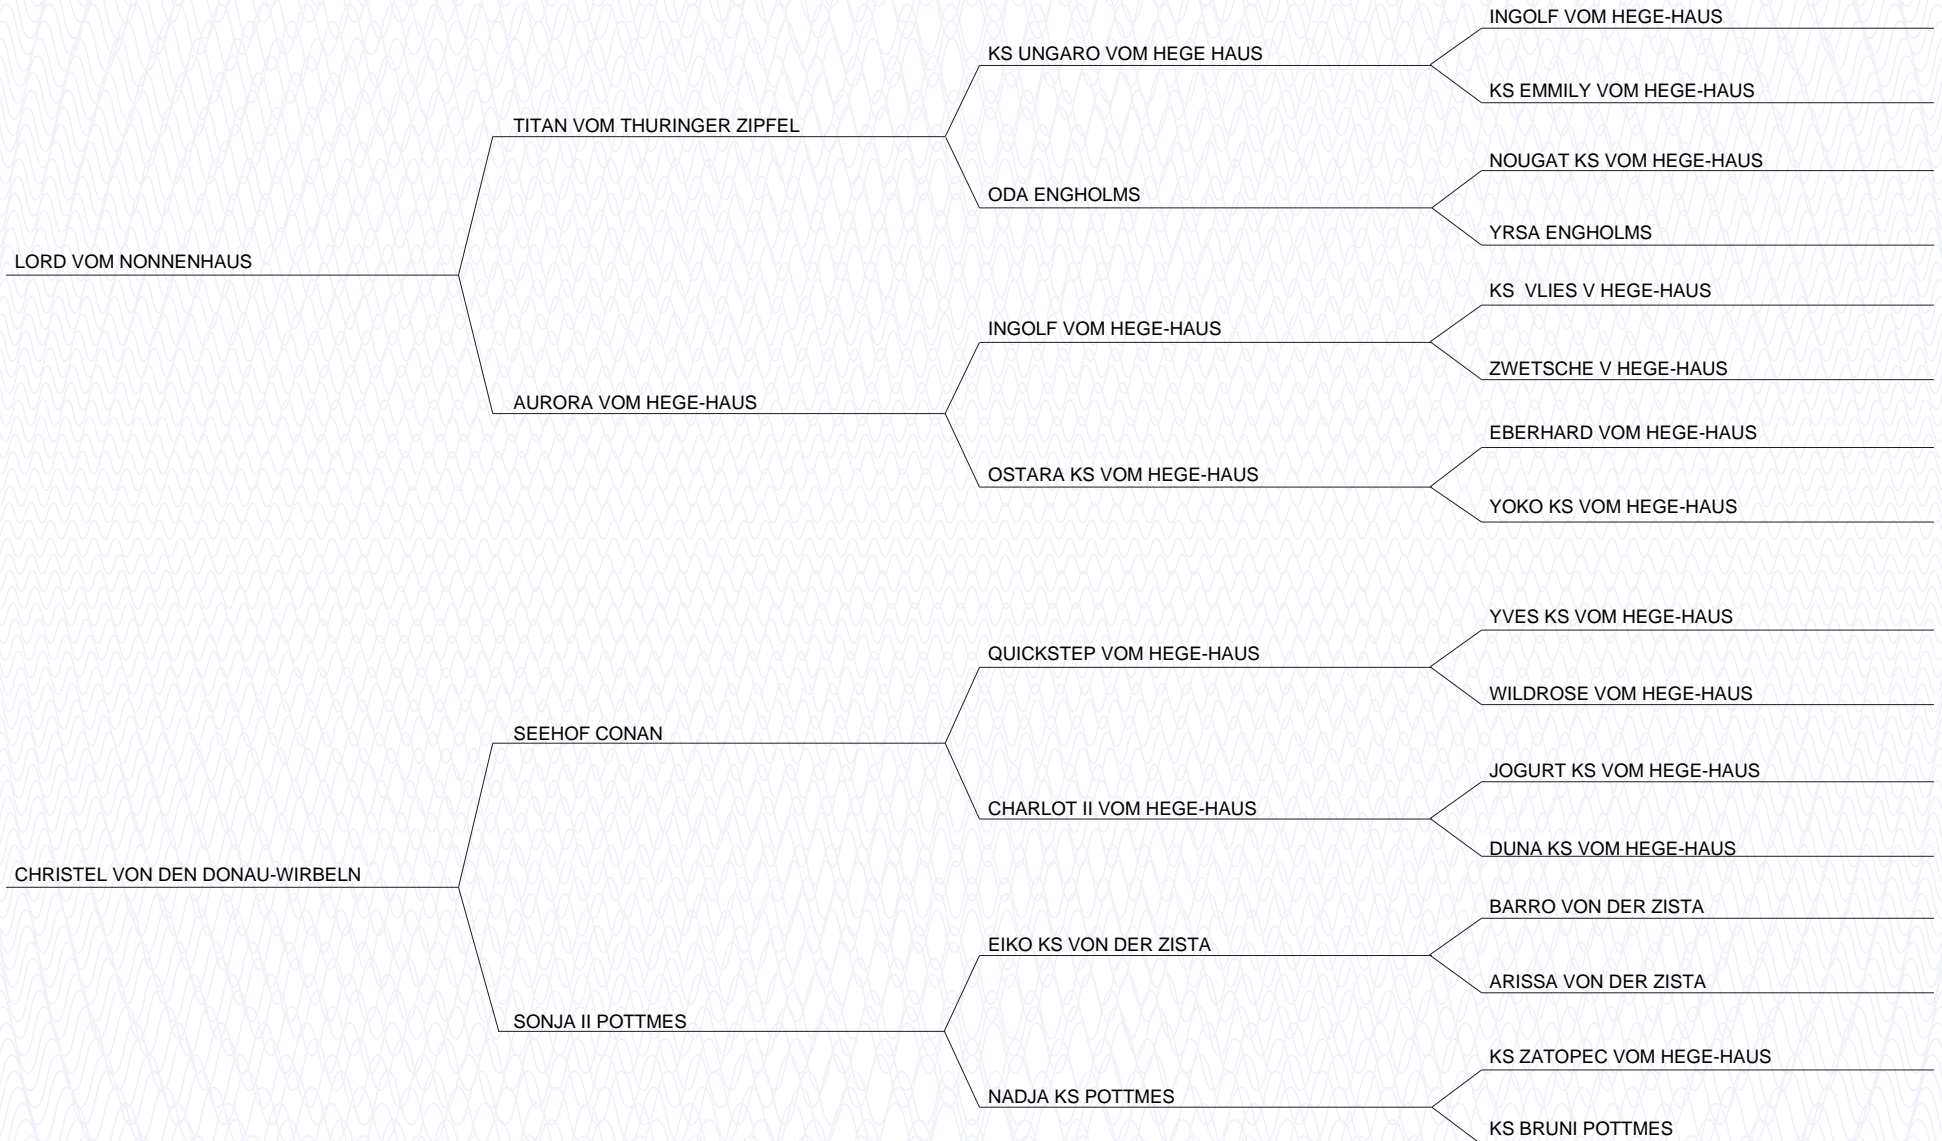 INGOLF VOM HEGE-HAUS
KS UNGARO VOM HEGE HAUS
KS EMMILY VOM HEGE-HAUS
TITAN VOM THURINGER ZIPFEL
NOUGAT KS VOM HEGE-HAUS
ODA ENGHOLMS
YRSA ENGHOLMS
LORD VOM NONNENHAUS
KS  VLIES V HEGE-HAUS
INGOLF VOM HEGE-HAUS
ZWETSCHE V HEGE-HAUS
AURORA VOM HEGE-HAUS
EBERHARD VOM HEGE-HAUS
OSTARA KS VOM HEGE-HAUS
YOKO KS VOM HEGE-HAUS
YVES KS VOM HEGE-HAUS
QUICKSTEP VOM HEGE-HAUS
WILDROSE VOM HEGE-HAUS
SEEHOF CONAN
JOGURT KS VOM HEGE-HAUS
CHARLOT II VOM HEGE-HAUS
DUNA KS VOM HEGE-HAUS
CHRISTEL VON DEN DONAU-WIRBELN
BARRO VON DER ZISTA
EIKO KS VON DER ZISTA
ARISSA VON DER ZISTA
SONJA II POTTMES
KS ZATOPEC VOM HEGE-HAUS
NADJA KS POTTMES
KS BRUNI POTTMES